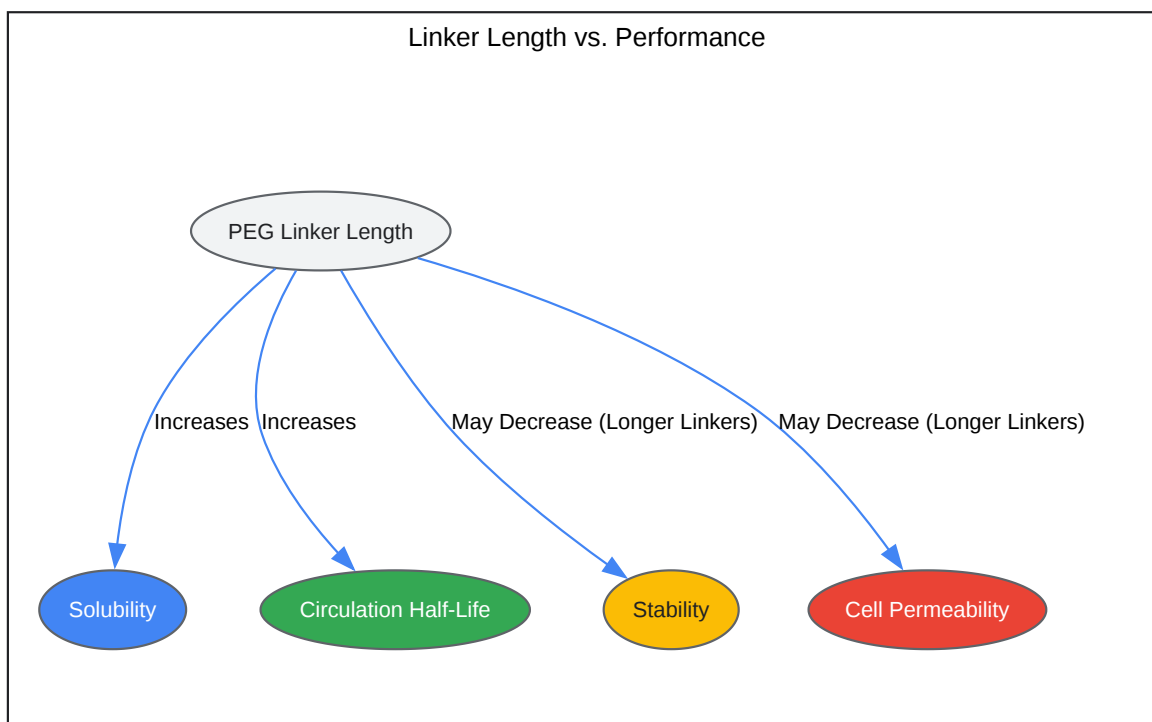 Linker Length vs. Performance
PEG Linker Length
Increases
Increases
May Decrease (Longer Linkers)
May Decrease (Longer Linkers)
Solubility
Circulation Half-Life
Stability
Cell Permeability